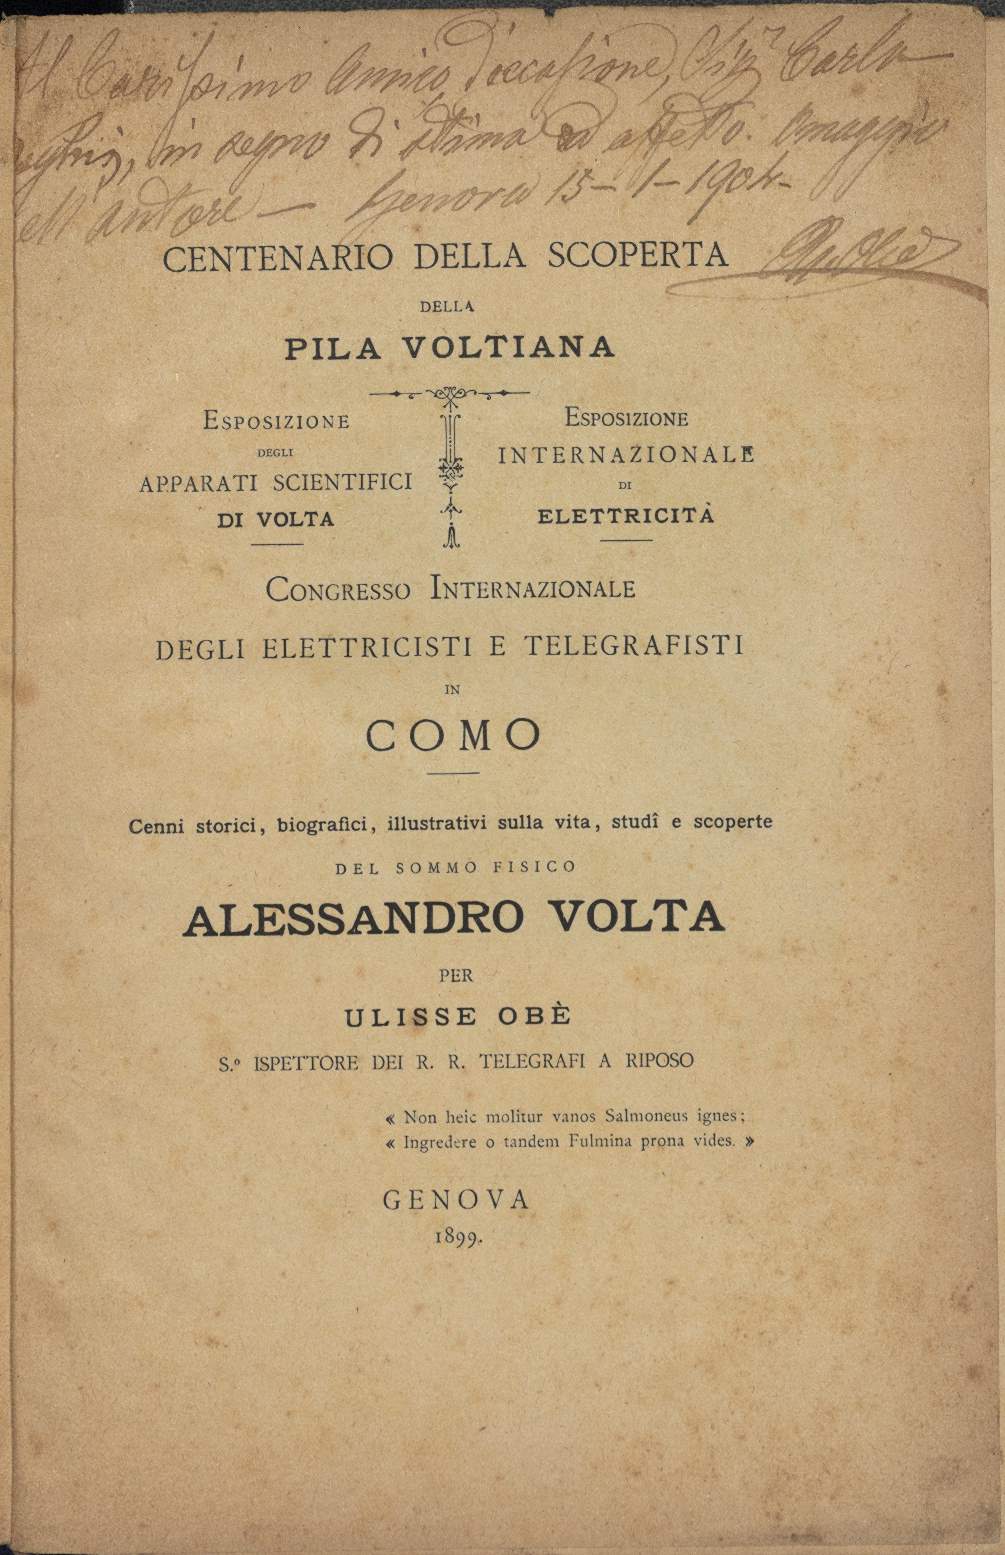 Al Carissimo Amico, d'occasione, Sigr Carlo
in segno di stima ed affetto. Omaggio
dell'autore — Genova 15-1-1904-
CENTENARIO DELLA SCOPERTA
DELLA
PILA VOLTIANA
ESPOSIZIONE
DEGLI
APPARATI SCIENTIFICI
DI VOLTA
ESPOSIZIONE
INTERNAZIONALE
DI
ELETTRICITÀ
CONGRESSO INTERNAZIONALE
DEGLI ELETTRICISTI E TELEGRAFISTI
IN
COMO
Cenni storici, biografici, illustrativi sulla vita, studî e scoperte
DEL SOMMO FISICO
ALESSANDRO VOLTA
PER
ULISSE OBÈ
S.º ISPETTORE DEI R. R. TELEGRAFI A RIPOSO
« Non heic molitur vanos Salmoneus ignes;
« Ingredere o tandem Fulmina prona vides. »
GENOVA
1899.